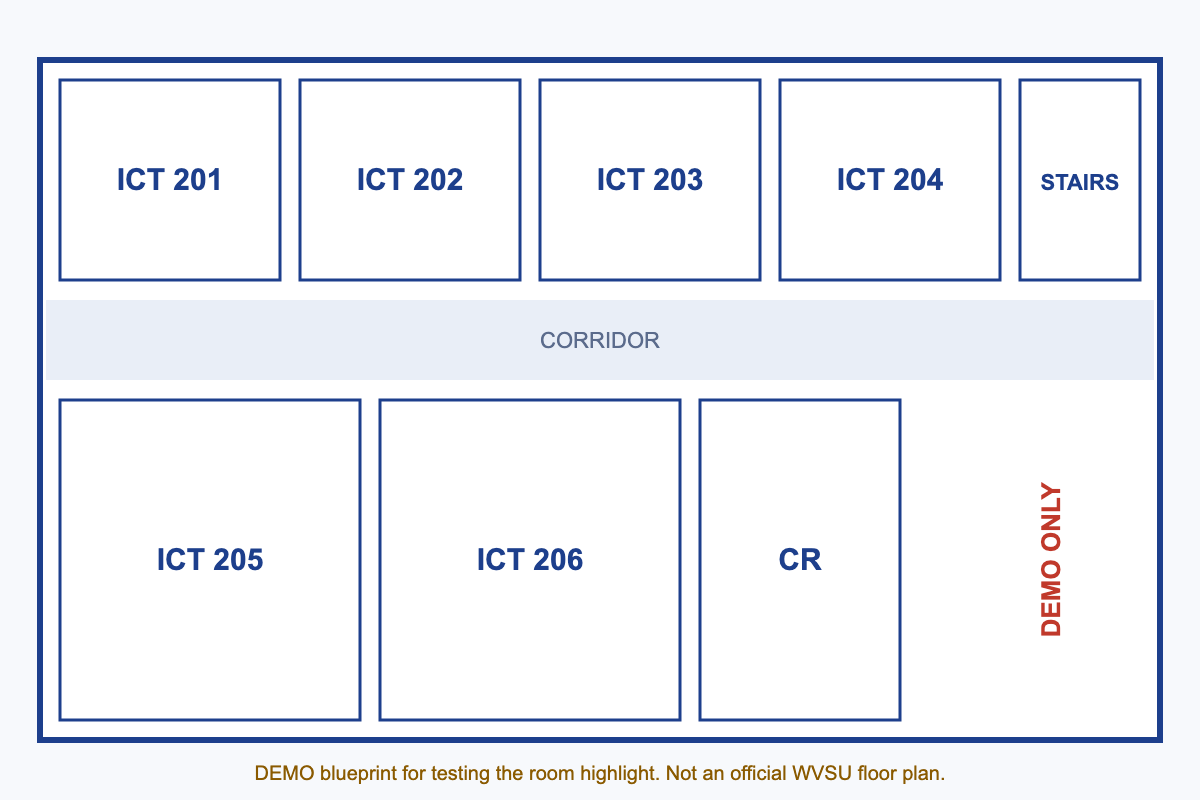 ICT 201
ICT 202
ICT 203
ICT 204
STAIRS
CORRIDOR
ICT 205
ICT 206
CR
DEMO ONLY
DEMO blueprint for testing the room highlight. Not an official WVSU floor plan.